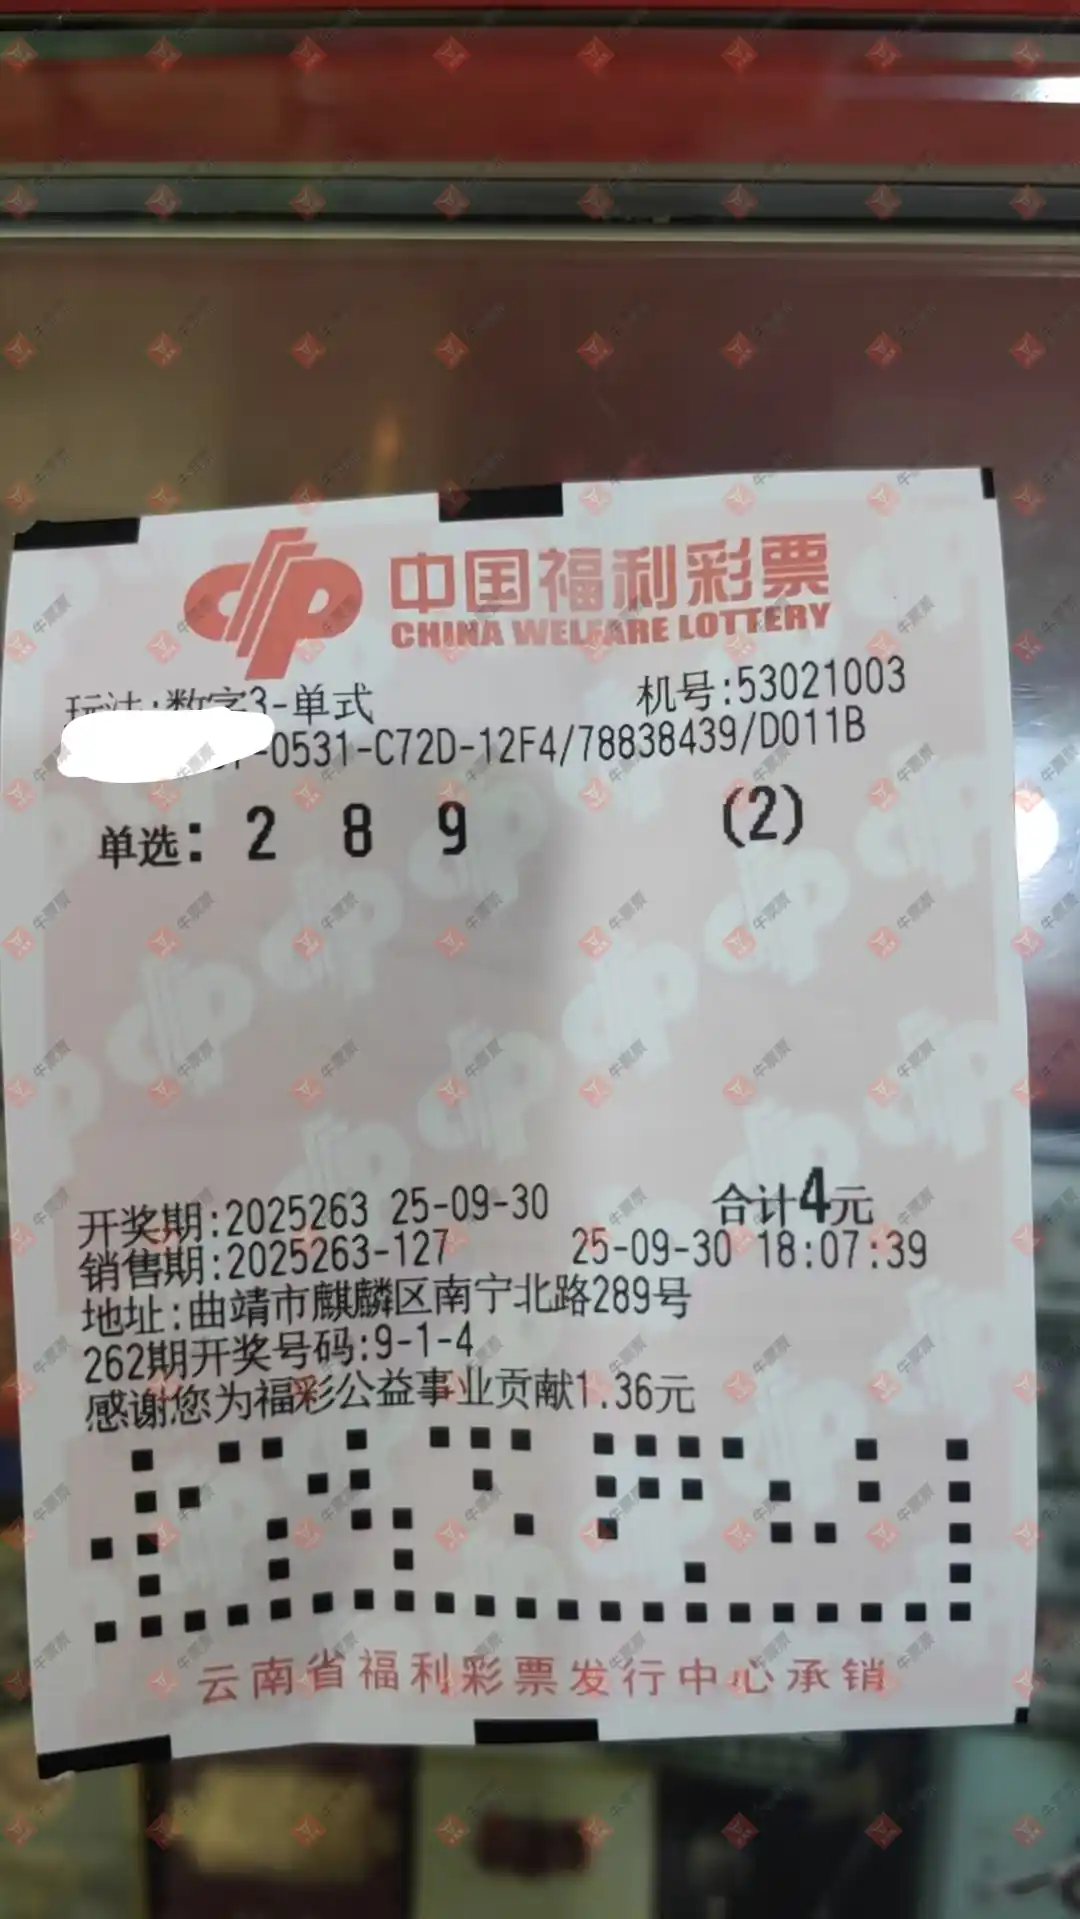 中国福利彩票
CHINA WELFARE LOTTERY
玩法:数字3-单式 机号:53021003
-0531-C72D-12F4/78838439/D011B
单选: 2 8 9 (2)
开奖期:2025263 25-09-30 合计4元
销售期:2025263-127 25-09-30 18:07:39
地址:曲靖市麒麟区南宁北路289号
262期开奖号码:9-1-4
感谢您为福彩公益事业贡献1.36元
云南省福利彩票发行中心承销
牛票票